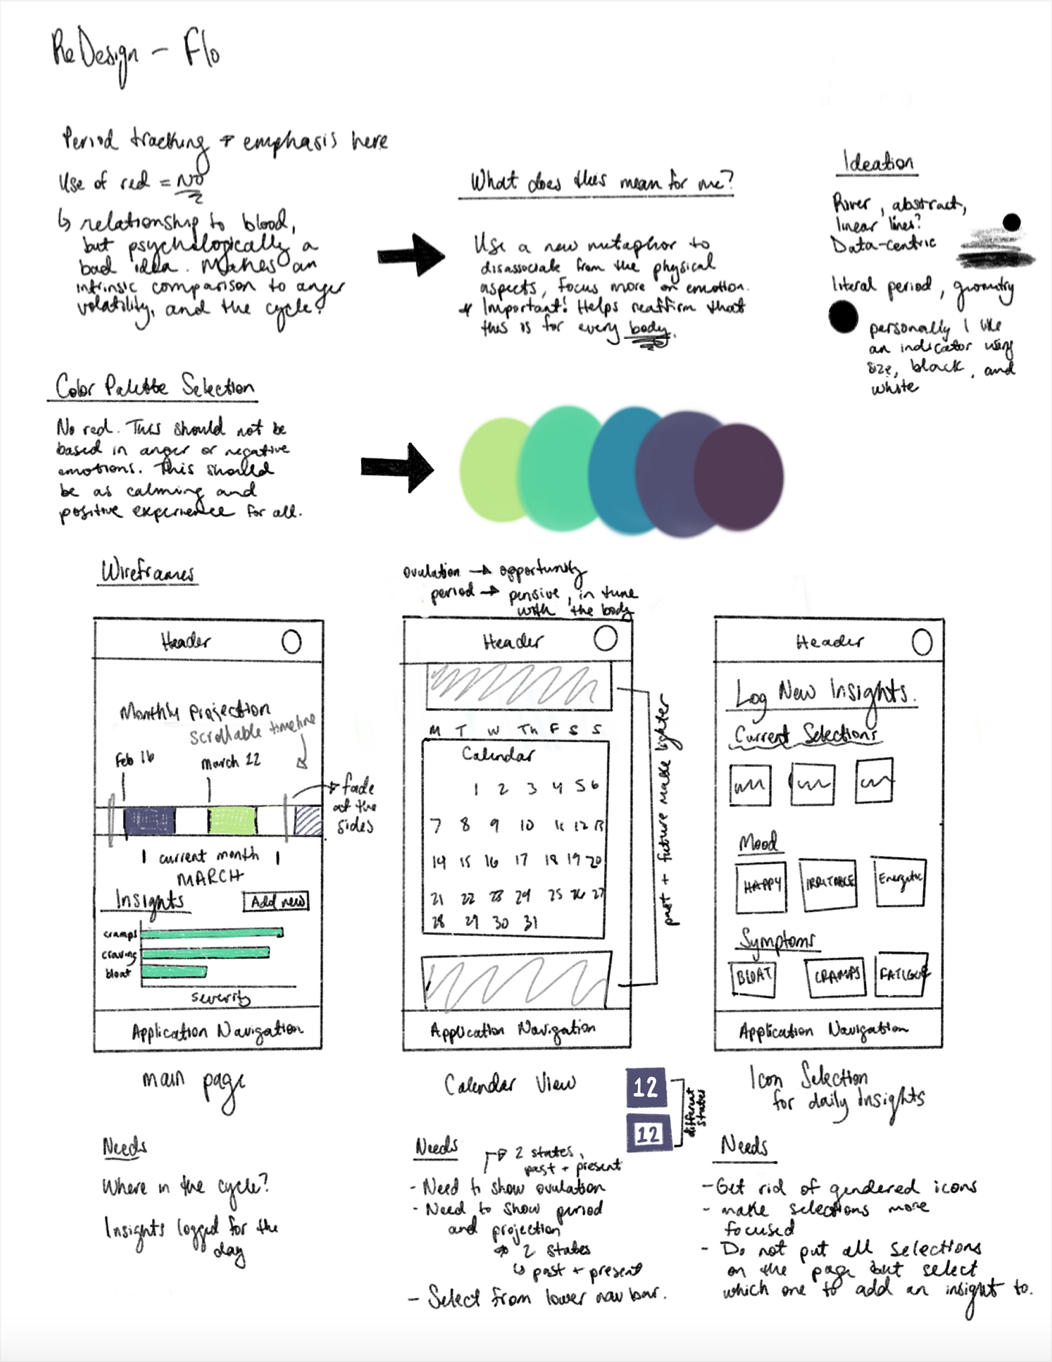 ReDesign – Flo
Period tracking → emphasis here
Use of red = NO
↳ relationship to blood,
but psychologically a
bad idea. Makes an
intrinsic comparison to anger
volatility, and the cycle?
What does this mean for me?
Use a new metaphor to
disassociate from the physical
aspects, focus more on emotion.
* Important! Helps reaffirm that
this is for every body.
Ideation
River, abstract,
linear lines?
Data-centric
literal period, geometry
personally I like
an indicator using
size, black, and
white
Color Palette Selection
No red. This should not be
based in anger or negative
emotions. This should
be as calming and
positive experience for all.
Wireframes
ovulation → opportunity
period → pensive, in tune
with the body
Header
Monthly Projection
scrollable timeline
Feb 16
march 12
→ fade
at the
sides
current month
MARCH
Insights
Add new
cramps
craving
bloat
severity
Application Navigation
main page
Header
M T W Th F S S
Calendar
1 2 3 4 5 6
7 8 9 10 11 12 13
14 15 16 17 18 19 20
21 22 23 24 25 26 27
28 29 30 31
past + future make lighter
Application Navigation
Calendar View
12
12
different
states
Header
Log New Insights.
Current Selections
Mood
HAPPY
IRRITABLE
Energetic
Symptoms
BLOAT
CRAMPS
FATIGUE
Application Navigation
Icon Selection
for daily Insights
Needs
Where in the cycle?
Insights logged for the
day
Needs
→ 2 states,
past + present
- Need to show ovulation
- Need to show period
and projection
→ 2 states
↳ past + present
- Select from lower nav bar.
Needs
- Get rid of gendered icons
- make selections more
focused
- Do not put all selections
on the page but select
which one to add an insight to.